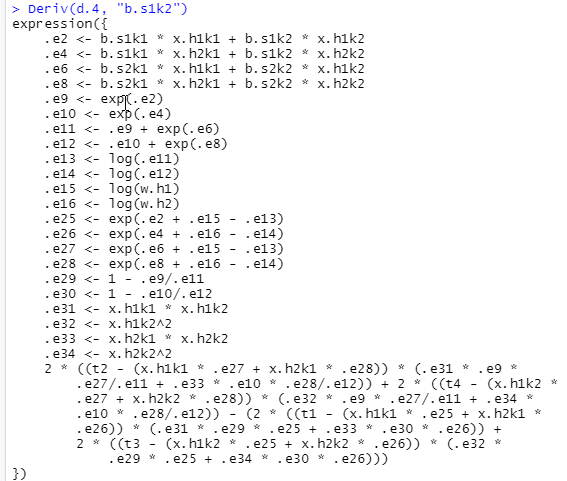 > Deriv(d.4, "b.s1k2")
expression({
    .e2 <- b.s1k1 * x.h1k1 + b.s1k2 * x.h1k2
    .e4 <- b.s1k1 * x.h2k1 + b.s1k2 * x.h2k2
    .e6 <- b.s2k1 * x.h1k1 + b.s2k2 * x.h1k2
    .e8 <- b.s2k1 * x.h2k1 + b.s2k2 * x.h2k2
    .e9 <- exp(.e2)
    .e10 <- exp(.e4)
    .e11 <- .e9 + exp(.e6)
    .e12 <- .e10 + exp(.e8)
    .e13 <- log(.e11)
    .e14 <- log(.e12)
    .e15 <- log(w.h1)
    .e16 <- log(w.h2)
    .e25 <- exp(.e2 + .e15 - .e13)
    .e26 <- exp(.e4 + .e16 - .e14)
    .e27 <- exp(.e6 + .e15 - .e13)
    .e28 <- exp(.e8 + .e16 - .e14)
    .e29 <- 1 - .e9/.e11
    .e30 <- 1 - .e10/.e12
    .e31 <- x.h1k1 * x.h1k2
    .e32 <- x.h1k2^2
    .e33 <- x.h2k1 * x.h2k2
    .e34 <- x.h2k2^2
    2 * ((t2 - (x.h1k1 * .e27 + x.h2k1 * .e28)) * (.e31 * .e9 *
        .e27/.e11 + .e33 * .e10 * .e28/.e12)) + 2 * ((t4 - (x.h1k2 *
        .e27 + x.h2k2 * .e28)) * (.e32 * .e9 * .e27/.e11 + .e34 *
        .e10 * .e28/.e12)) - (2 * ((t1 - (x.h1k1 * .e25 + x.h2k1 *
        .e26)) * (.e31 * .e29 * .e25 + .e33 * .e30 * .e26)) +
        2 * ((t3 - (x.h1k2 * .e25 + x.h2k2 * .e26)) * (.e32 *
            .e29 * .e25 + .e34 * .e30 * .e26)))
})